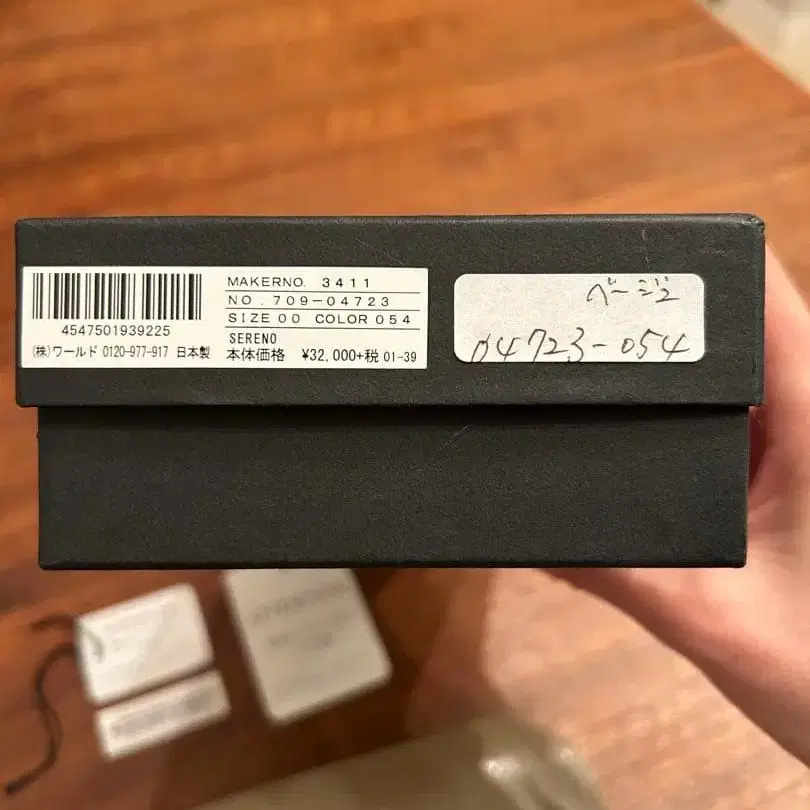 4547501939225
(株)ワールド 0120-977-917 日本製
MAKERNO. 3411
NO. 709-04723
SIZE 00 COLOR 054
SERENO
本体価格 ¥32,000+税 01-39
ベージュ
04723-054